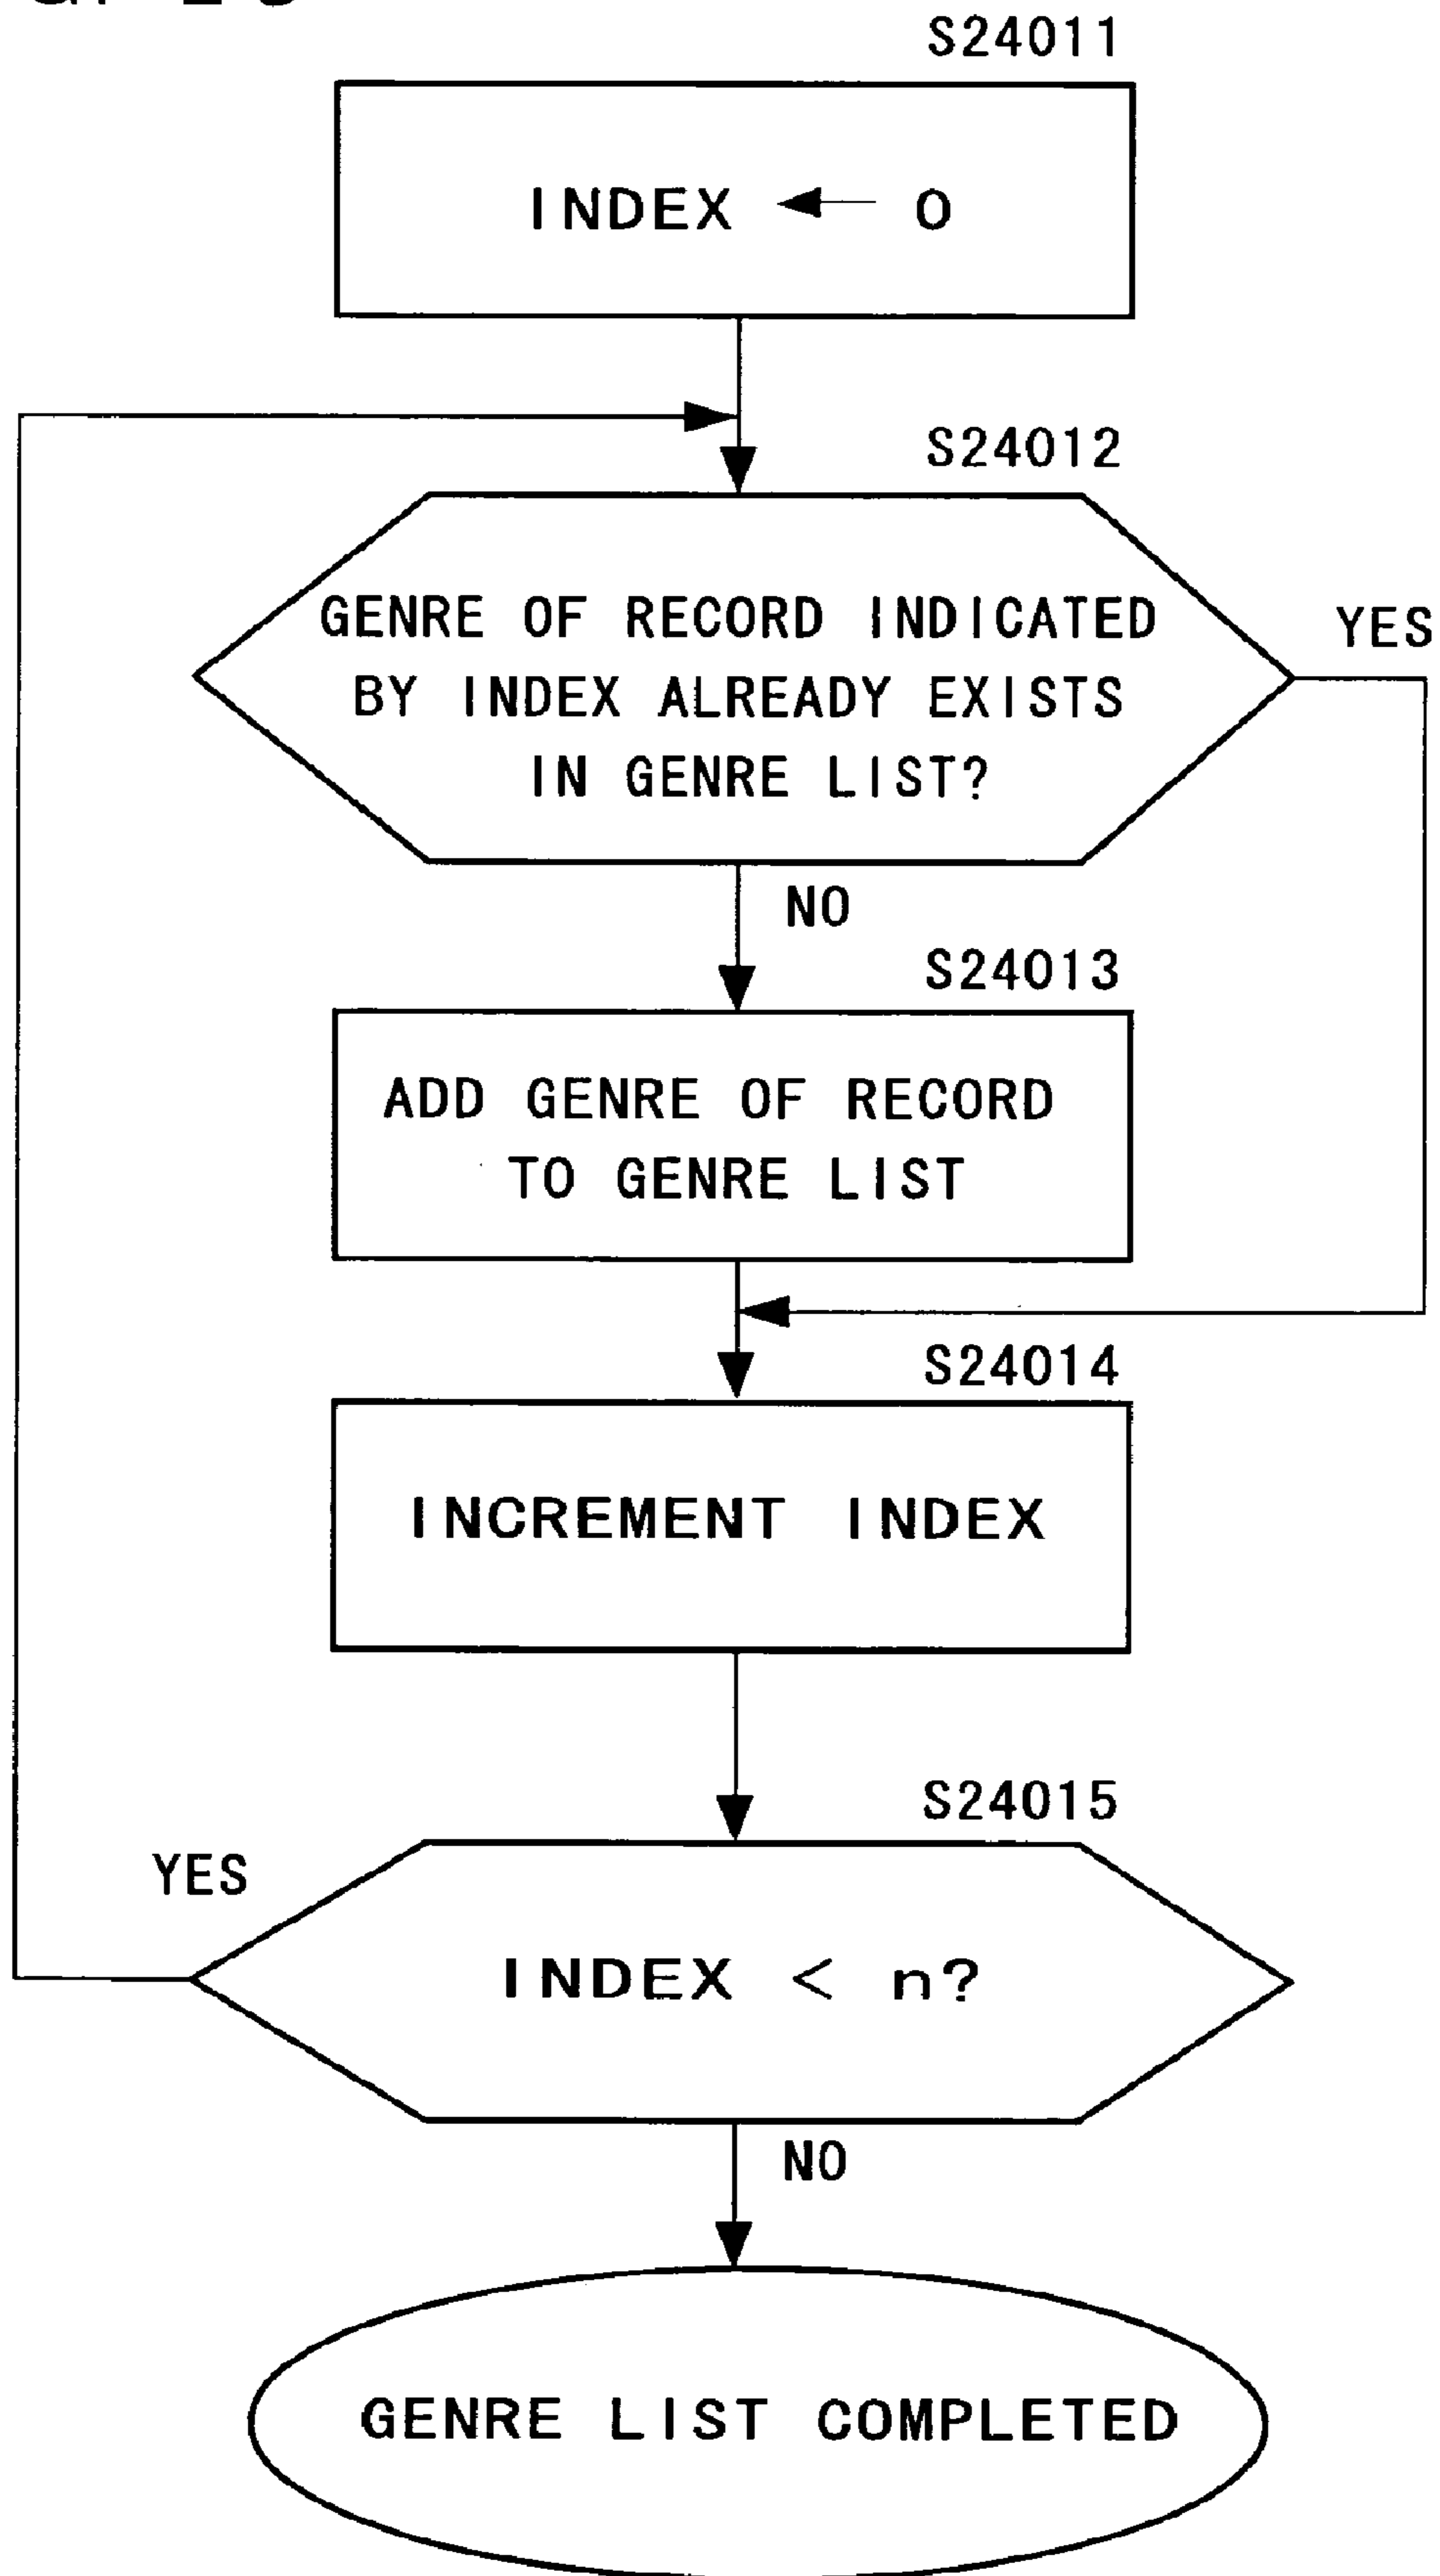 S24011
INDEX ← 0
S24012
GENRE OF RECORD INDICATED
BY INDEX ALREADY EXISTS
IN GENRE LIST?
YES
NO
S24013
ADD GENRE OF RECORD
TO GENRE LIST
S24014
INCREMENT INDEX
S24015
YES
INDEX < n?
NO
GENRE LIST COMPLETED